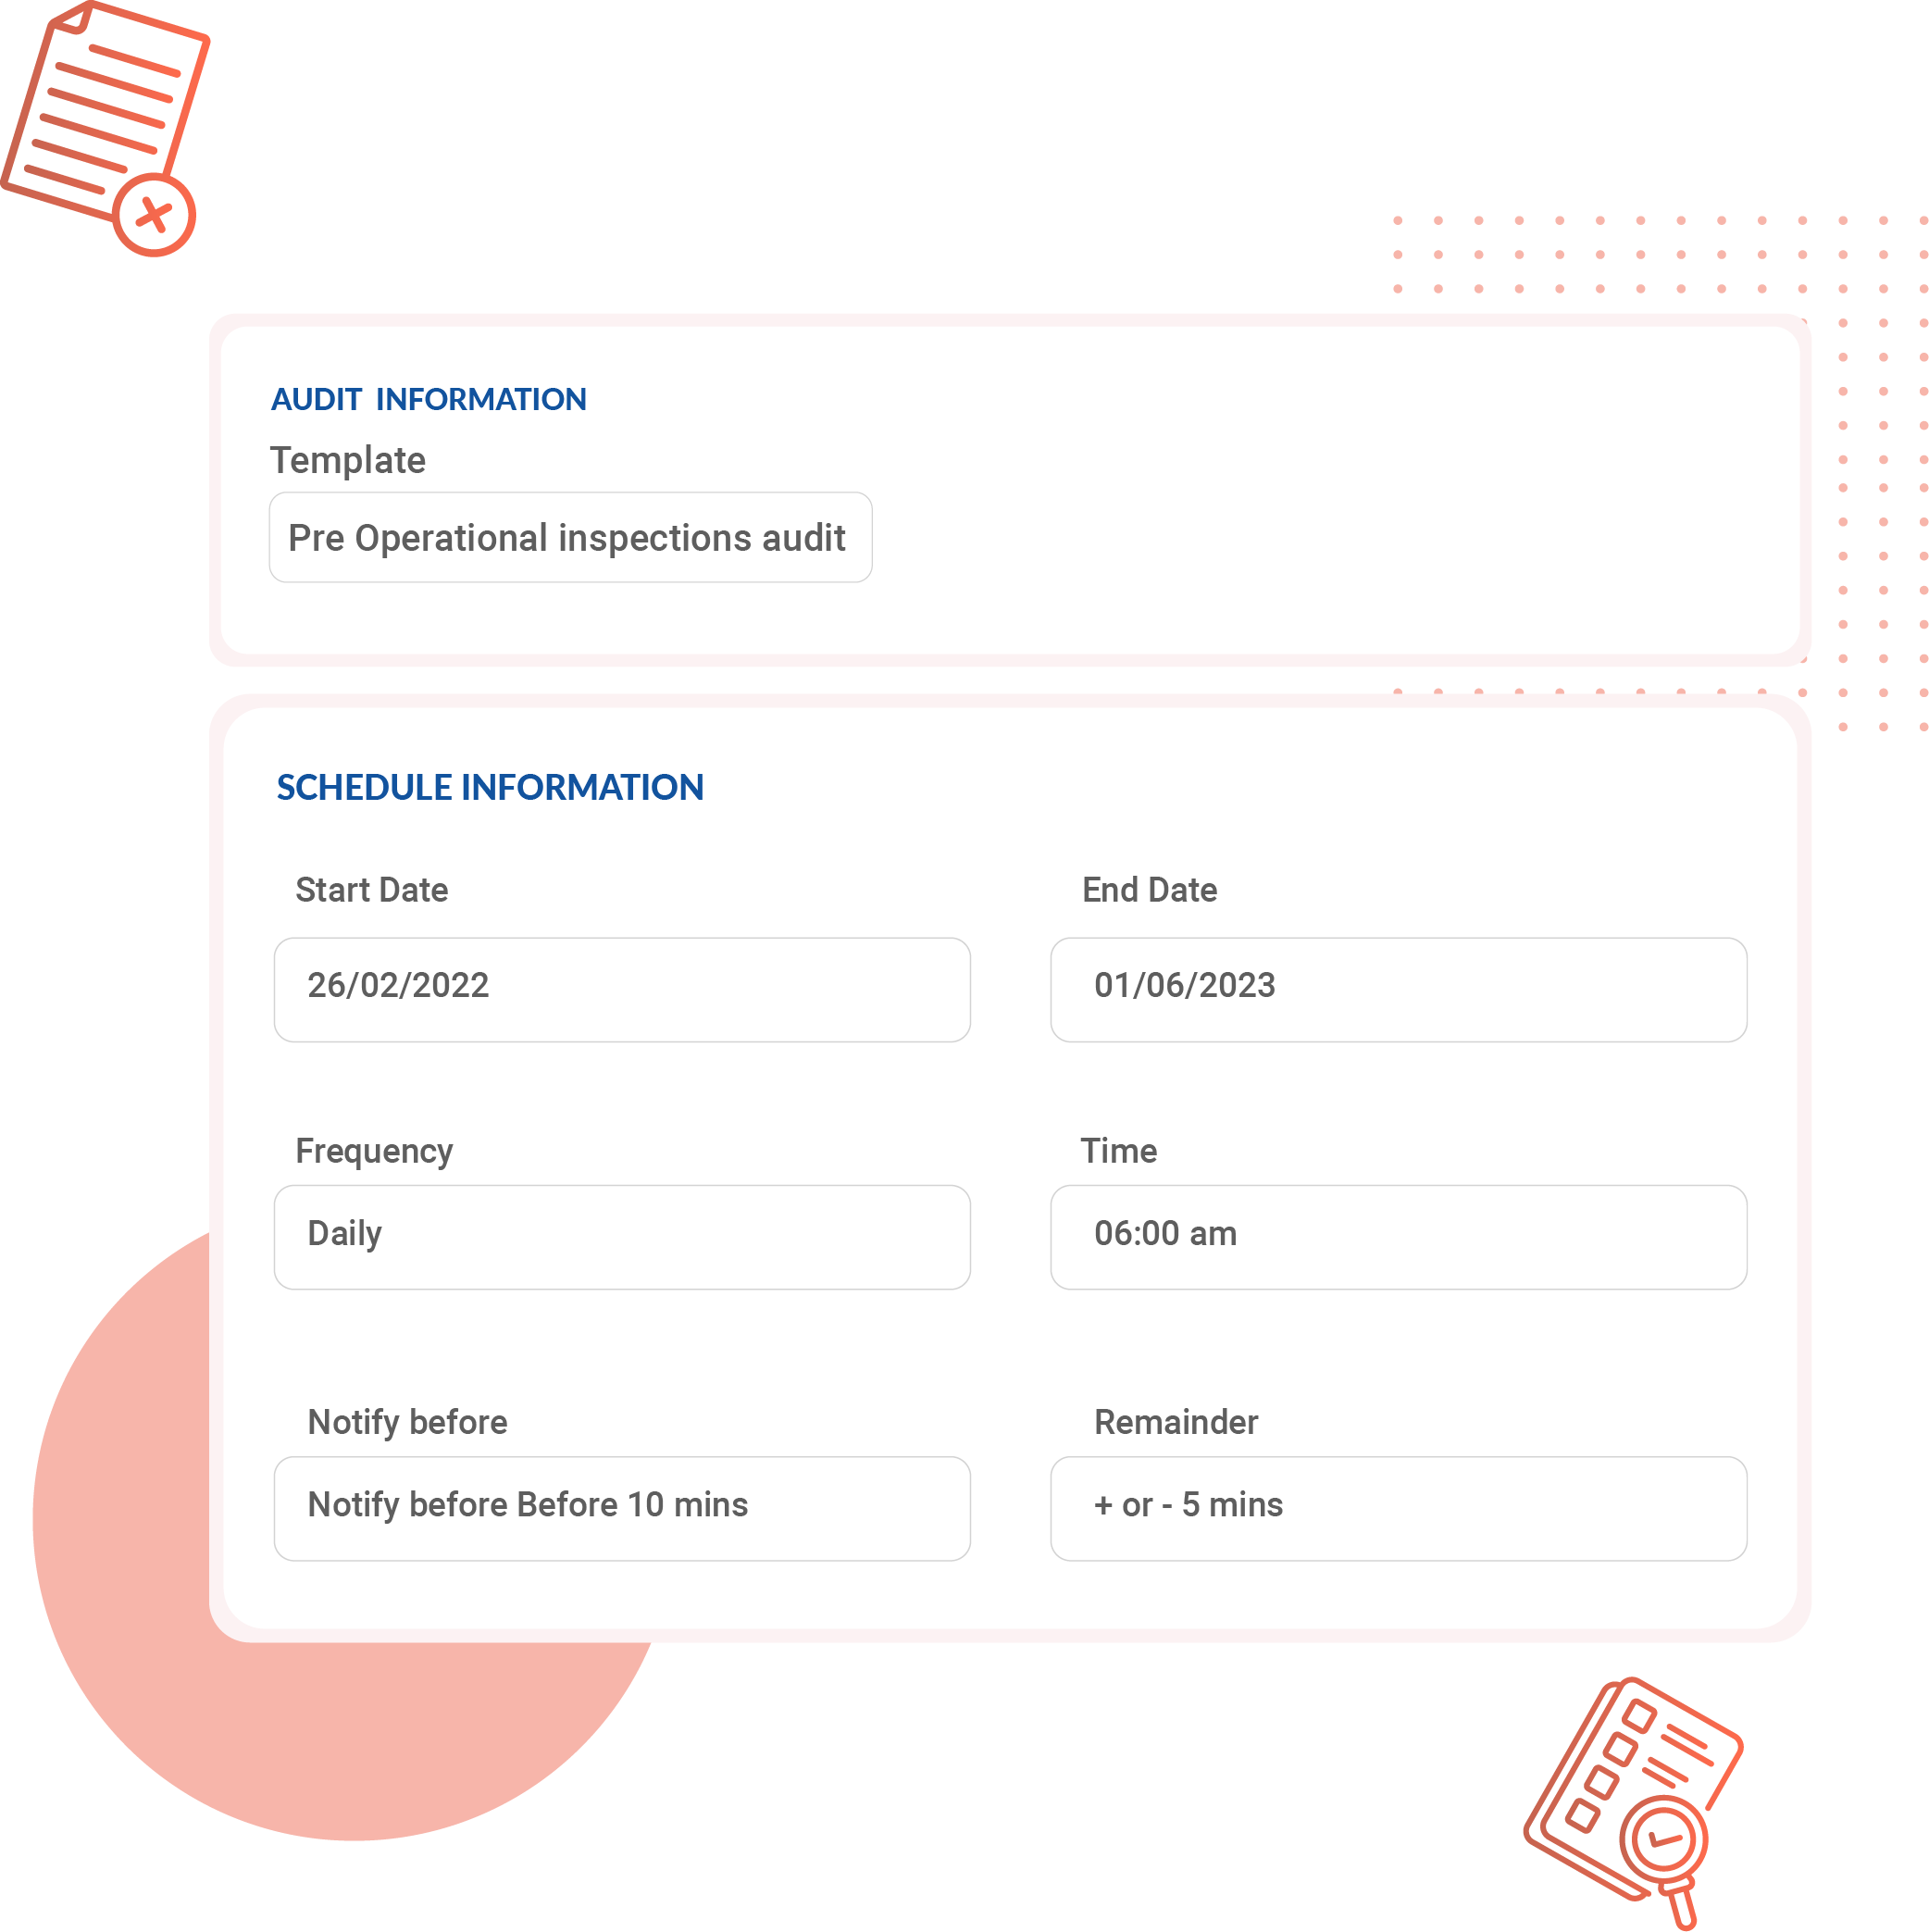 AUDIT INFORMATION
Template
Pre Operational inspections audit
SCHEDULE INFORMATION
Start Date
End Date
26/02/2022
01/06/2023
Frequency
Time
Daily
06:00 am
Notify before
Remainder
Notify before Before 10 mins
+ or - 5 mins